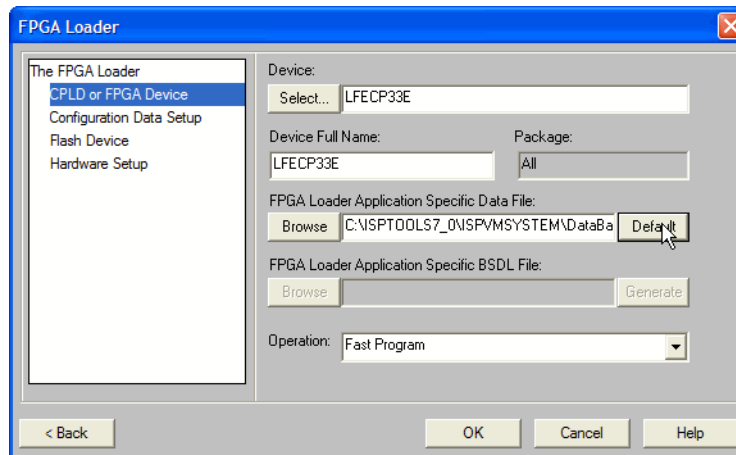 FPGA Loader
The FPGA Loader
CPLD or FPGA Device
Configuration Data Setup
Flash Device
Hardware Setup
Device:
Select... LFECP33E
Device Full Name: Package:
LFECP33E All
FPGA Loader Application Specific Data File:
Browse C:\ISPTOOLS7_0\ISPVMSYSTEM\DataBa Default
FPGA Loader Application Specific BSDL File:
Browse Generate
Operation: Fast Program
< Back OK Cancel Help